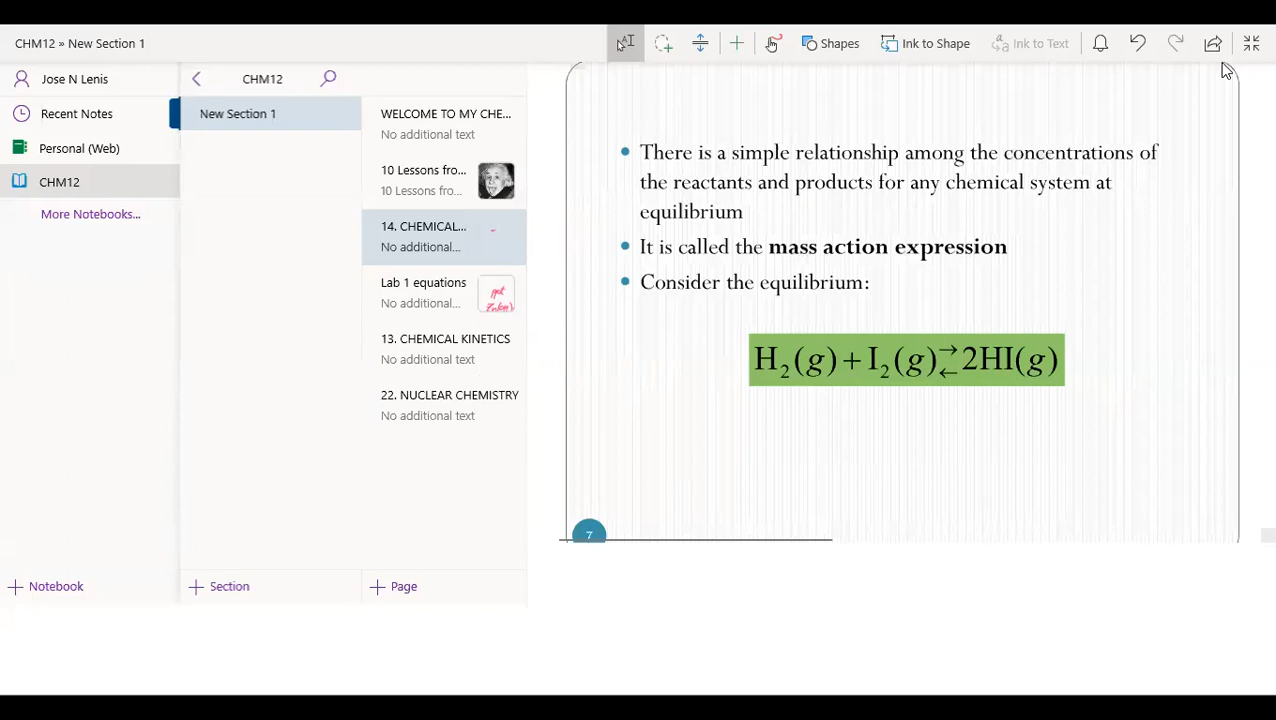 CHM12 » New Section 1
Shapes
Ink to Shape
Ink to Text
Jose N Lenis
Recent Notes
Personal (Web)
CHM12
More Notebooks...
CHM12
New Section 1
WELCOME TO MY CHE...
No additional text
10 Lessons fro...
10 Lessons fro...
14. CHEMICAL...
No additional...
Lab 1 equations
No additional...
13. CHEMICAL KINETICS
No additional text
22. NUCLEAR CHEMISTRY
No additional text
+ Notebook
+ Section
+ Page
• There is a simple relationship among the concentrations of
the reactants and products for any chemical system at
equilibrium
• It is called the mass action expression
• Consider the equilibrium:
H₂(g) + I₂(g) ⇄ 2HI(g)
7